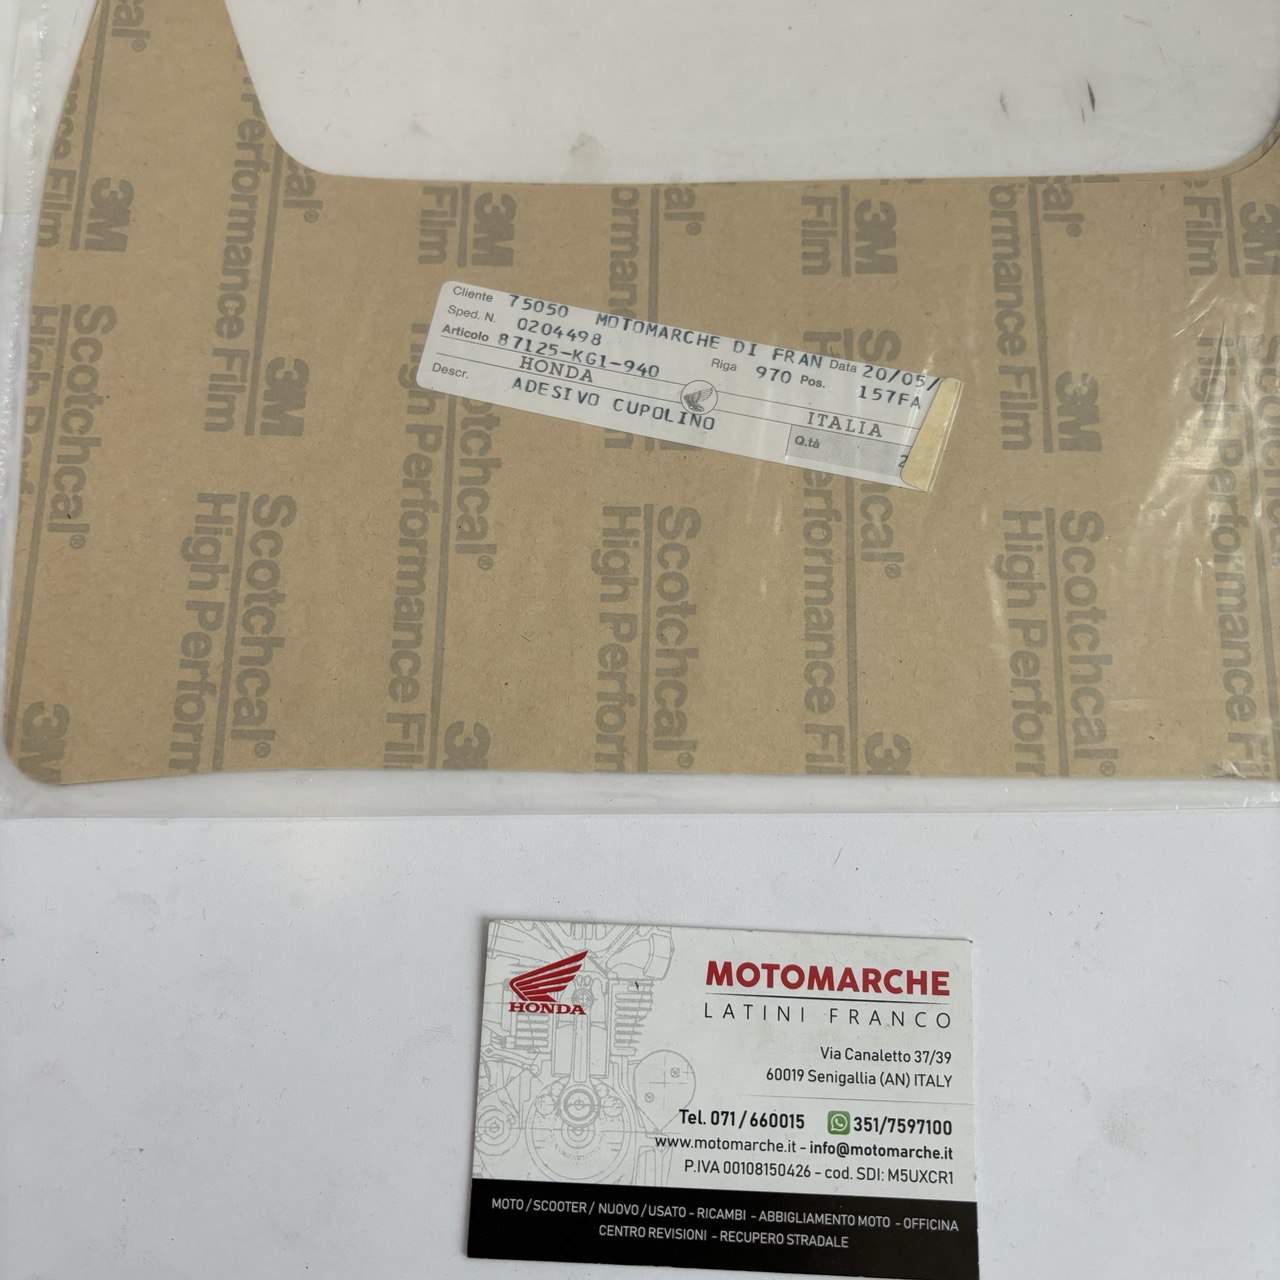 Cliente 75050 MOTOMARCHE DI FRAN Data 20/05/
Sped. N. 0204498 Riga 970 Pos. 157FA
Articolo 87125-KG1-940
HONDA ITALIA
Descr. ADESIVO CUPOLINO Q.tà 2
3M
Scotchcal®
High Performance Film
HONDA
MOTOMARCHE
LATINI FRANCO
Via Canaletto 37/39
60019 Senigallia (AN) ITALY
Tel. 071/660015 351/7597100
www.motomarche.it - info@motomarche.it
P.IVA 00108150426 - cod. SDI: M5UXCR1
MOTO / SCOOTER / NUOVO / USATO - RICAMBI - ABBIGLIAMENTO MOTO - OFFICINA
CENTRO REVISIONI - RECUPERO STRADALE